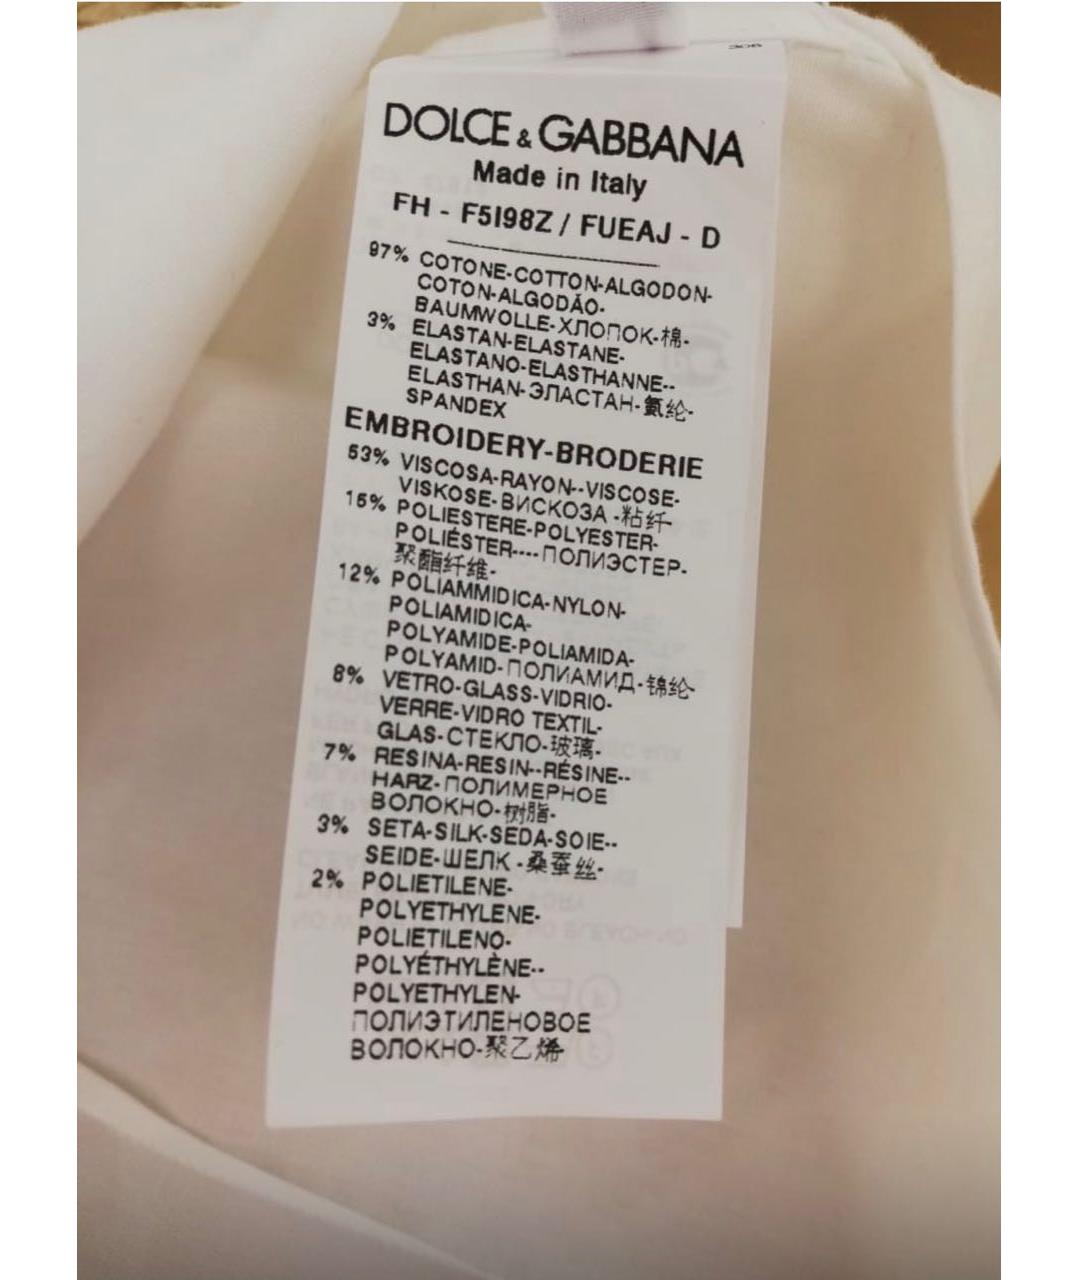 DOLCE & GABBANA
Made in Italy
FH - F5I98Z / FUEAJ - D
97% COTONE-COTTON-ALGODON-
COTON-ALGODÃO-
BAUMWOLLE-ХЛОПОК-棉-
3% ELASTAN-ELASTANE-
ELASTANO-ELASTHANNE--
ELASTHAN-ЭЛАСТАН-氨纶-
SPANDEX
EMBROIDERY-BRODERIE
53% VISCOSA-RAYON--VISCOSE-
VISKOSE-ВИСКОЗА-粘纤-
15% POLIESTERE-POLYESTER-
POLIÉSTER----ПОЛИЭСТЕР-
聚酯纤维-
12% POLIAMMIDICA-NYLON-
POLIAMIDICA-
POLYAMIDE-POLIAMIDA-
POLYAMID-ПОЛИАМИД-锦纶-
8% VETRO-GLASS-VIDRIO-
VERRE-VIDRO TEXTIL-
GLAS-СТЕКЛО-玻璃-
7% RESINA-RESIN--RÉSINE--
HARZ-ПОЛИМЕРНОЕ
ВОЛОКНО-树脂-
3% SETA-SILK-SEDA-SOIE--
SEIDE-ШЕЛК-桑蚕丝-
2% POLIETILENE-
POLYETHYLENE-
POLIETILENO-
POLYÉTHYLÈNE--
POLYETHYLEN-
ПОЛИЭТИЛЕНОВОЕ
ВОЛОКНО-聚乙烯-